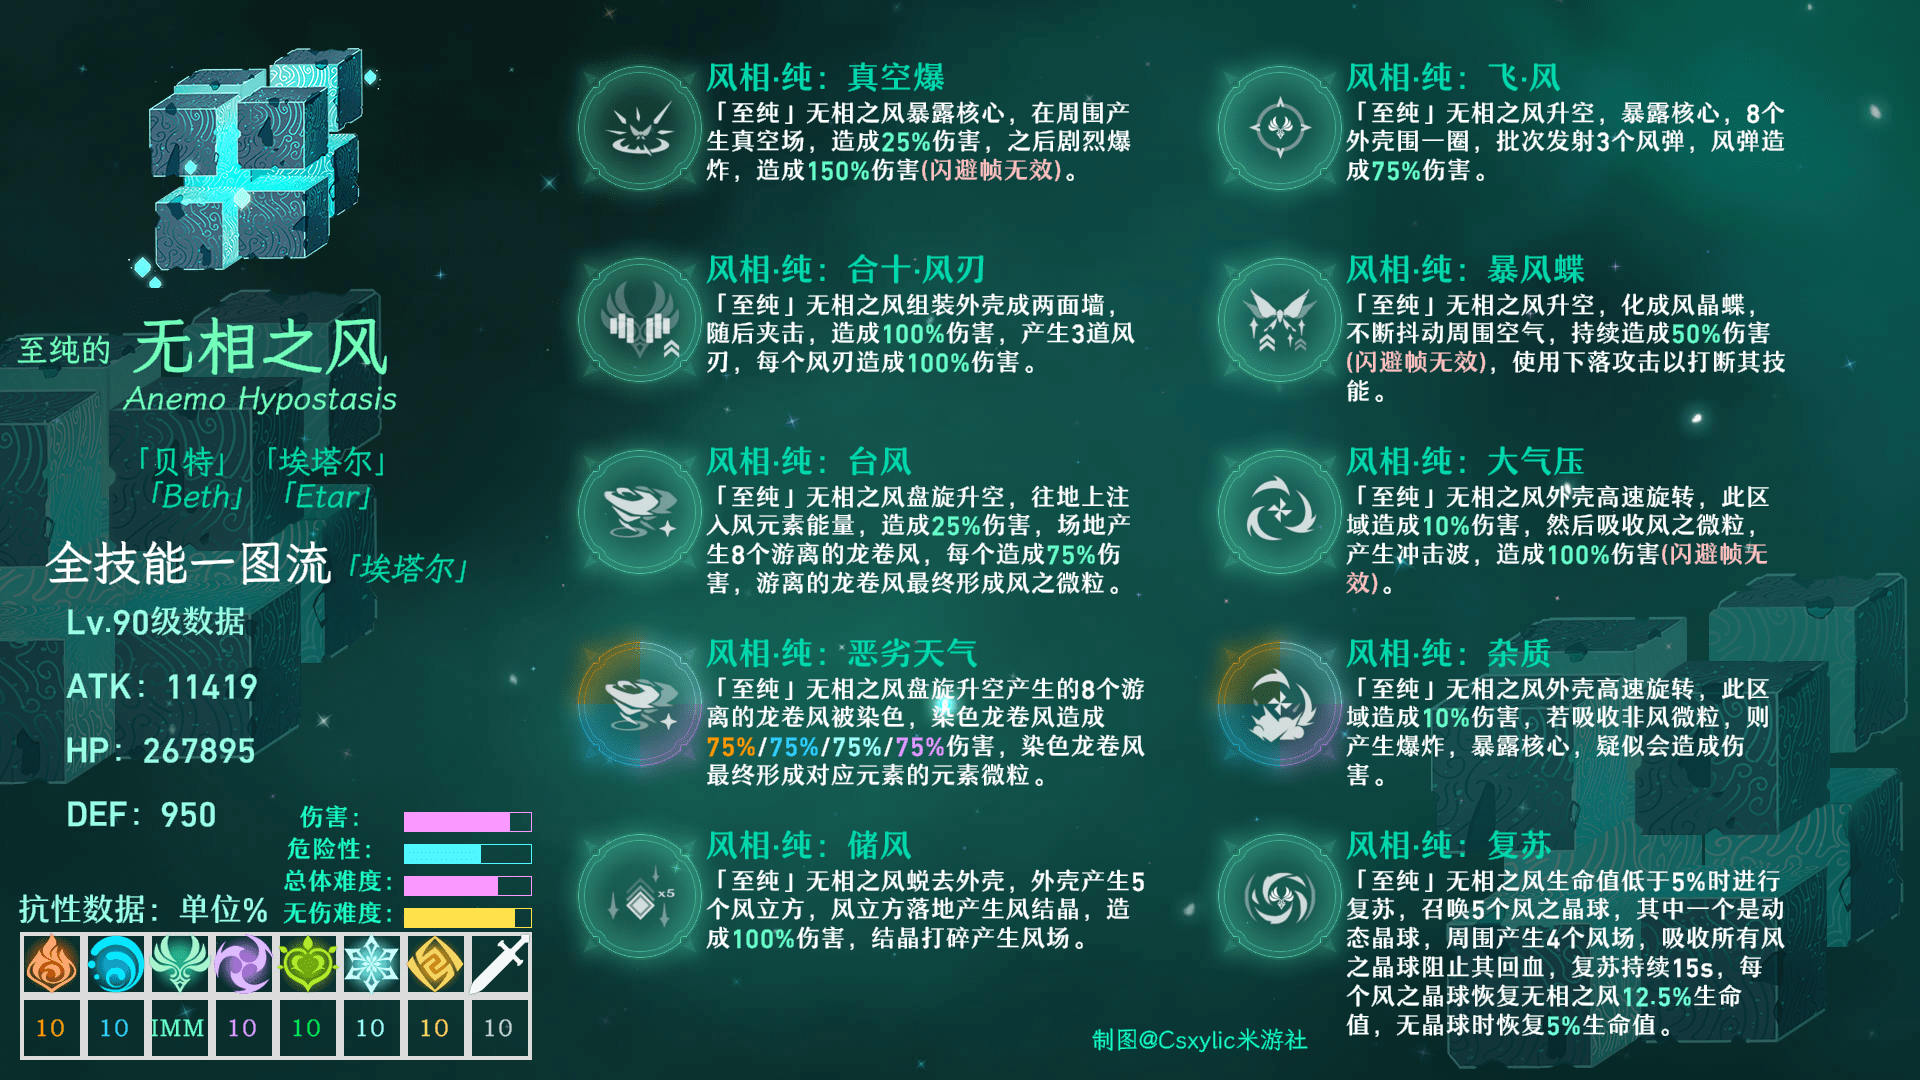 至纯的 无相之风
Anemo Hypostasis
「贝特」 「埃塔尔」
「Beth」 「Etar」
全技能一图流「埃塔尔」
Lv.90级数据
ATK: 11419
HP: 267895
DEF: 950
伤害:
危险性:
总体难度:
无伤难度:
抗性数据: 单位%
10 10 IMM 10 10 10 10 10
风相·纯: 真空爆
「至纯」无相之风暴露核心，在周围产
生真空场，造成25%伤害，之后剧烈爆
炸，造成150%伤害(闪避帧无效)。
风相·纯: 合十·风刃
「至纯」无相之风组装外壳成两面墙，
随后夹击，造成100%伤害，产生3道风
刃，每个风刃造成100%伤害。
风相·纯: 台风
「至纯」无相之风盘旋升空，往地上注
入风元素能量，造成25%伤害，场地产
生8个游离的龙卷风，每个造成75%伤
害，游离的龙卷风最终形成风之微粒。
风相·纯: 恶劣天气
「至纯」无相之风盘旋升空产生的8个游
离的龙卷风被染色，染色龙卷风造成
75%/75%/75%/75%伤害，染色龙卷风
最终形成对应元素的元素微粒。
x5
风相·纯: 储风
「至纯」无相之风蜕去外壳，外壳产生5
个风立方，风立方落地产生风结晶，造
成100%伤害，结晶打碎产生风场。
风相·纯: 飞·风
「至纯」无相之风升空，暴露核心，8个
外壳围一圈，批次发射3个风弹，风弹造
成75%伤害。
风相·纯: 暴风蝶
「至纯」无相之风升空，化成风晶蝶，
不断抖动周围空气，持续造成50%伤害
(闪避帧无效)，使用下落攻击以打断其技
能。
风相·纯: 大气压
「至纯」无相之风外壳高速旋转，此区
域造成10%伤害，然后吸收风之微粒，
产生冲击波，造成100%伤害(闪避帧无
效)。
风相·纯: 杂质
「至纯」无相之风外壳高速旋转，此区
域造成10%伤害，若吸收非风微粒，则
产生爆炸，暴露核心，疑似会造成伤
害。
风相·纯: 复苏
「至纯」无相之风生命值低于5%时进行
复苏，召唤5个风之晶球，其中一个是动
态晶球，周围产生4个风场，吸收所有风
之晶球阻止其回血，复苏持续15s，每
个风之晶球恢复无相之风12.5%生命
值，无晶球时恢复5%生命值。
制图@Csxylic米游社